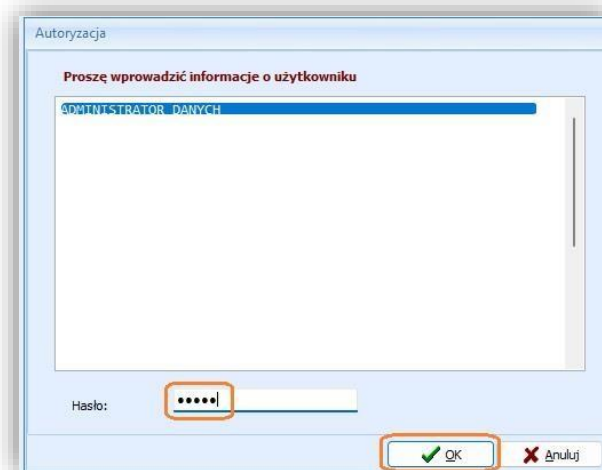 Autoryzacja
Proszę wprowadzić informacje o użytkowniku
ADMINISTRATOR DANYCH
Hasło: •••••
OK Anuluj